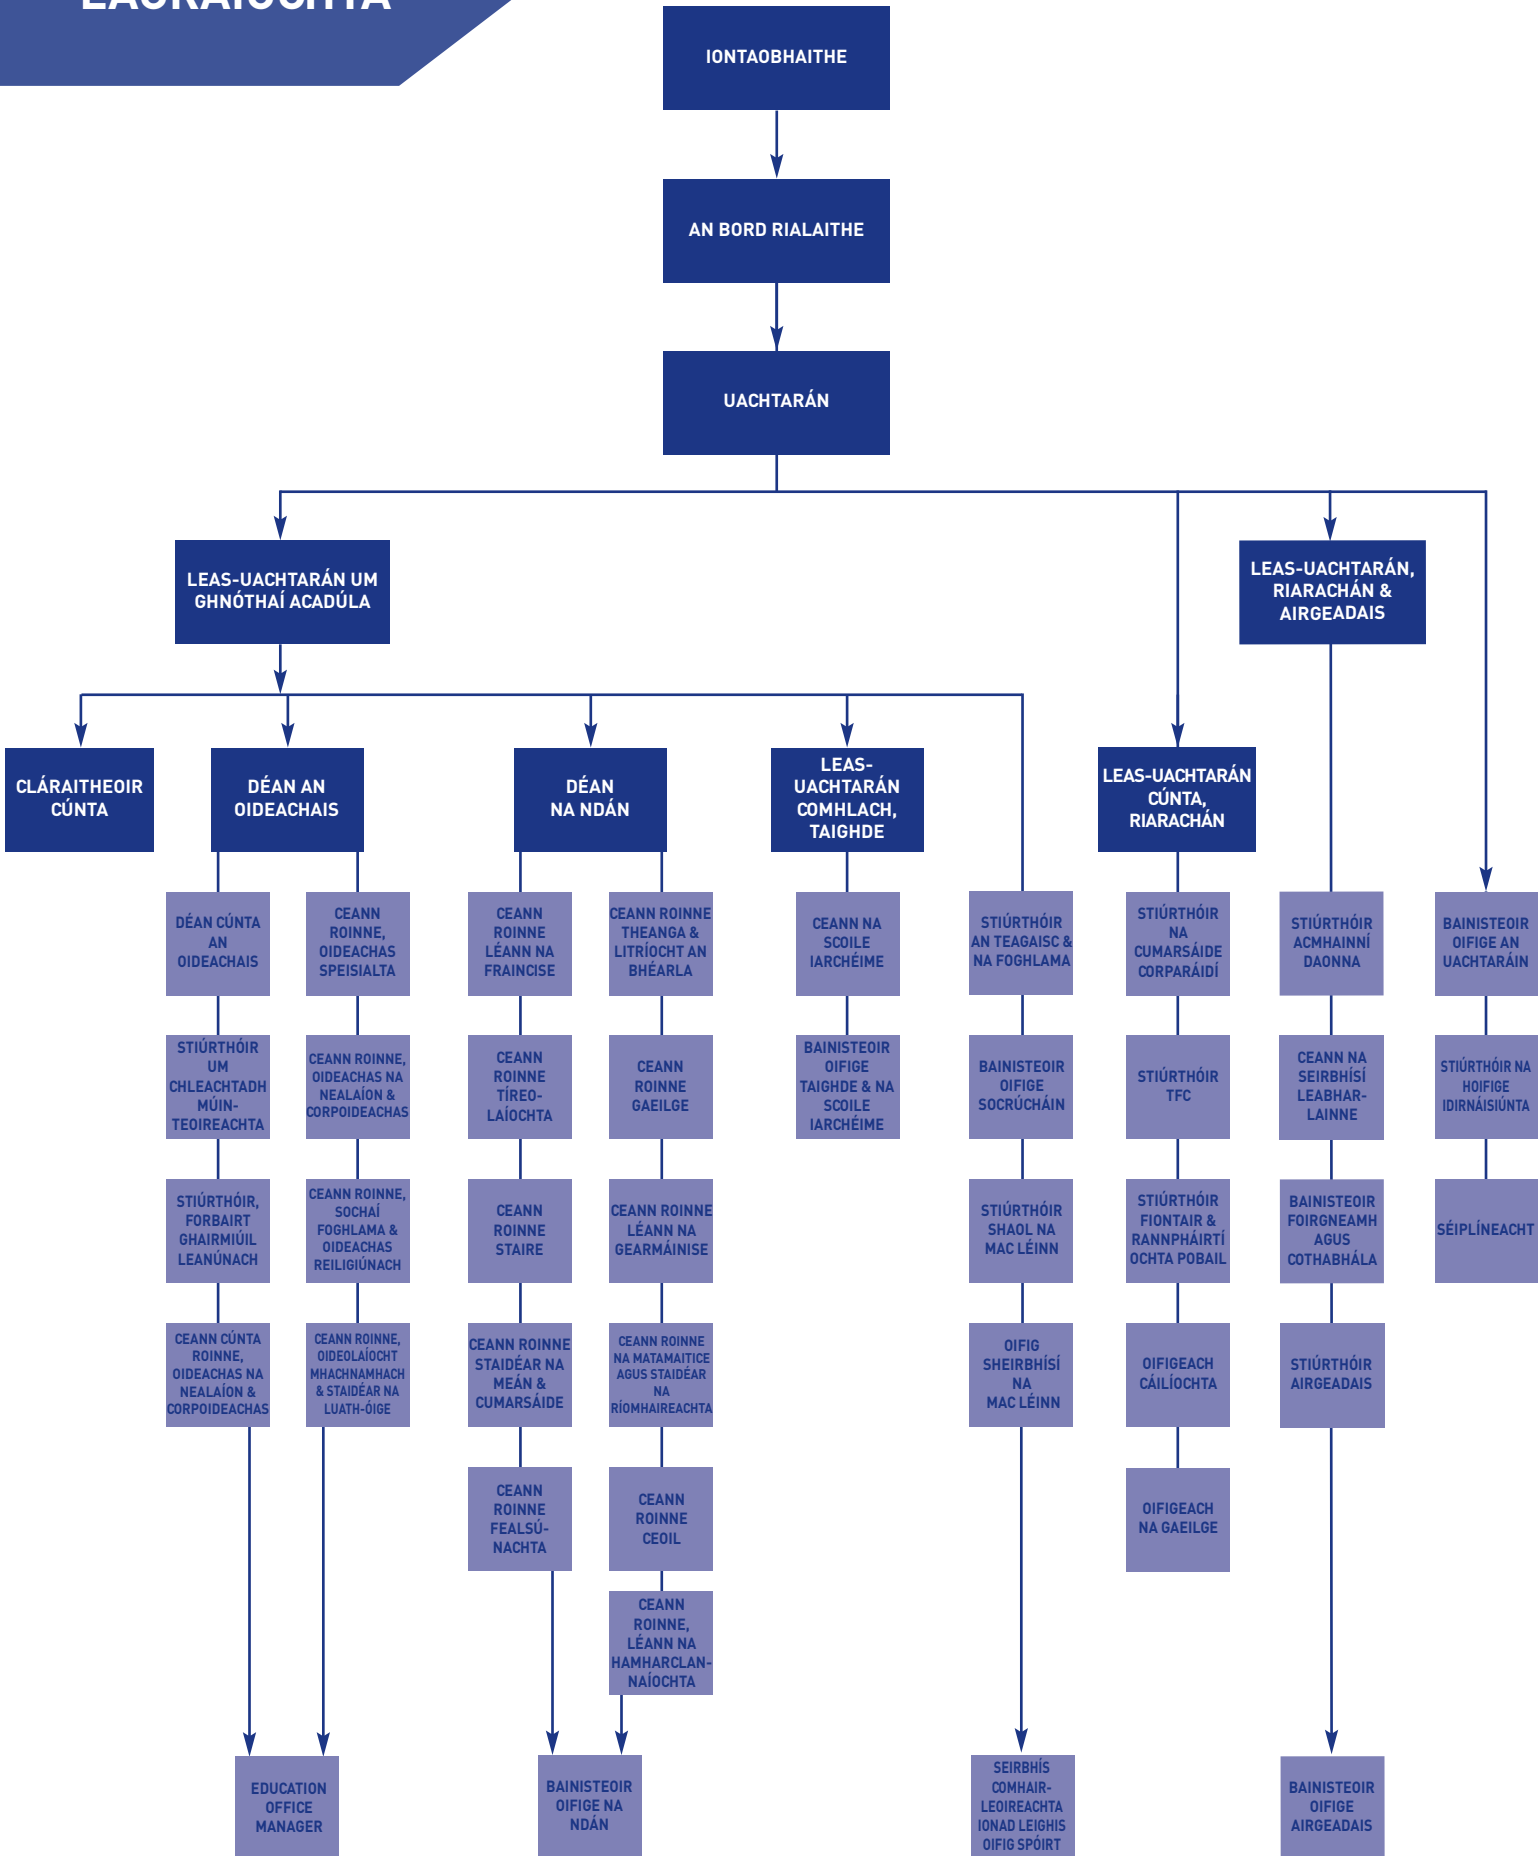 IONTAOBHAITHE
AN BORD RIALAITHE
UACHTARÁN
LEAS-UACHTARÁN UM
GHNÓTHAÍ ACADÚLA
LEAS-UACHTARÁN,
RIARACHÁN &
AIRGEADAIS
CLÁRAITHEOIR
CÚNTA
DÉAN AN
OIDEACHAIS
DÉAN
NA NDÁN
LEAS-
UACHTARÁN
COMHLACH,
TAIGHDE
LEAS-UACHTARÁN
CÚNTA,
RIARACHÁN
DÉAN CÚNTA
AN
OIDEACHAIS
CEANN
ROINNE,
OIDEACHAS
SPEISIALTA
CEANN
ROINNE
LÉANN NA
FRAINCISE
CEANN ROINNE
THEANGA &
LITRÍOCHT AN
BHÉARLA
CEANN NA
SCOILE
IARCHÉIME
STIÚRTHÓIR
AN TEAGAISC &
NA FOGHLAMA
STIÚRTHÓIR
NA
CUMARSÁIDE
CORPARÁIDÍ
STIÚRTHÓIR
ACMHAINNÍ
DAONNA
BAINISTEOIR
OIFIGE AN
UACHTARÁIN
STIÚRTHÓIR
UM
CHLEACHTADH
MÚIN-
TEOIREACHTA
CEANN ROINNE,
OIDEACHAS NA
NEALAÍON &
CORPOIDEACHAS
CEANN
ROINNE
TÍREO-
LAÍOCHTA
CEANN
ROINNE
GAEILGE
BAINISTEOIR
OIFIGE
TAIGHDE & NA
SCOILE
IARCHÉIME
BAINISTEOIR
OIFIGE
SOCRÚCHÁIN
STIÚRTHÓIR
TFC
CEANN NA
SEIRBHÍSÍ
LEABHAR-
LAINNE
STIÚRTHÓIR NA
HOIFIGE
IDIRNÁISIÚNTA
STIÚRTHÓIR,
FORBAIRT
GHAIRMIÚIL
LEANÚNACH
CEANN ROINNE,
SOCHAÍ
FOGHLAMA &
OIDEACHAS
REILIGIÚNACH
CEANN
ROINNE
STAIRE
CEANN ROINNE
LÉANN NA
GEARMÁINISE
STIÚRTHÓIR
SHAOL NA
MAC LÉINN
STIÚRTHÓIR
FIONTAIR &
RANNPHÁIRTÍ
OCHTA POBAIL
BAINISTEOIR
FOIRGNEAMH
AGUS
COTHABHÁLA
SÉIPLÍNEACHT
CEANN CÚNTA
ROINNE,
OIDEACHAS NA
NEALAÍON &
CORPOIDEACHAS
CEANN ROINNE,
OIDEOLAÍOCHT
MHACHNAMHACH
& STAIDÉAR NA
LUATH-ÓIGE
CEANN ROINNE
STAIDÉAR NA
MEÁN &
CUMARSÁIDE
CEANN ROINNE
NA MATAMAITICE
AGUS STAIDÉAR
NA
RÍOMHAIREACHTA
OIFIG
SHEIRBHÍSÍ
NA
MAC LÉINN
OIFIGEACH
CÁILÍOCHTA
STIÚRTHÓIR
AIRGEADAIS
CEANN
ROINNE
FEALSÚ-
NACHTA
CEANN
ROINNE
CEOIL
OIFIGEACH
NA GAEILGE
CEANN
ROINNE,
LÉANN NA
HAMHARCLAN-
NAÍOCHTA
EDUCATION
OFFICE
MANAGER
BAINISTEOIR
OIFIGE NA
NDÁN
SEIRBHÍS
COMHAIR-
LEOIREACHTA
IONAD LEIGHIS
OIFIG SPÓIRT
BAINISTEOIR
OIFIGE
AIRGEADAIS